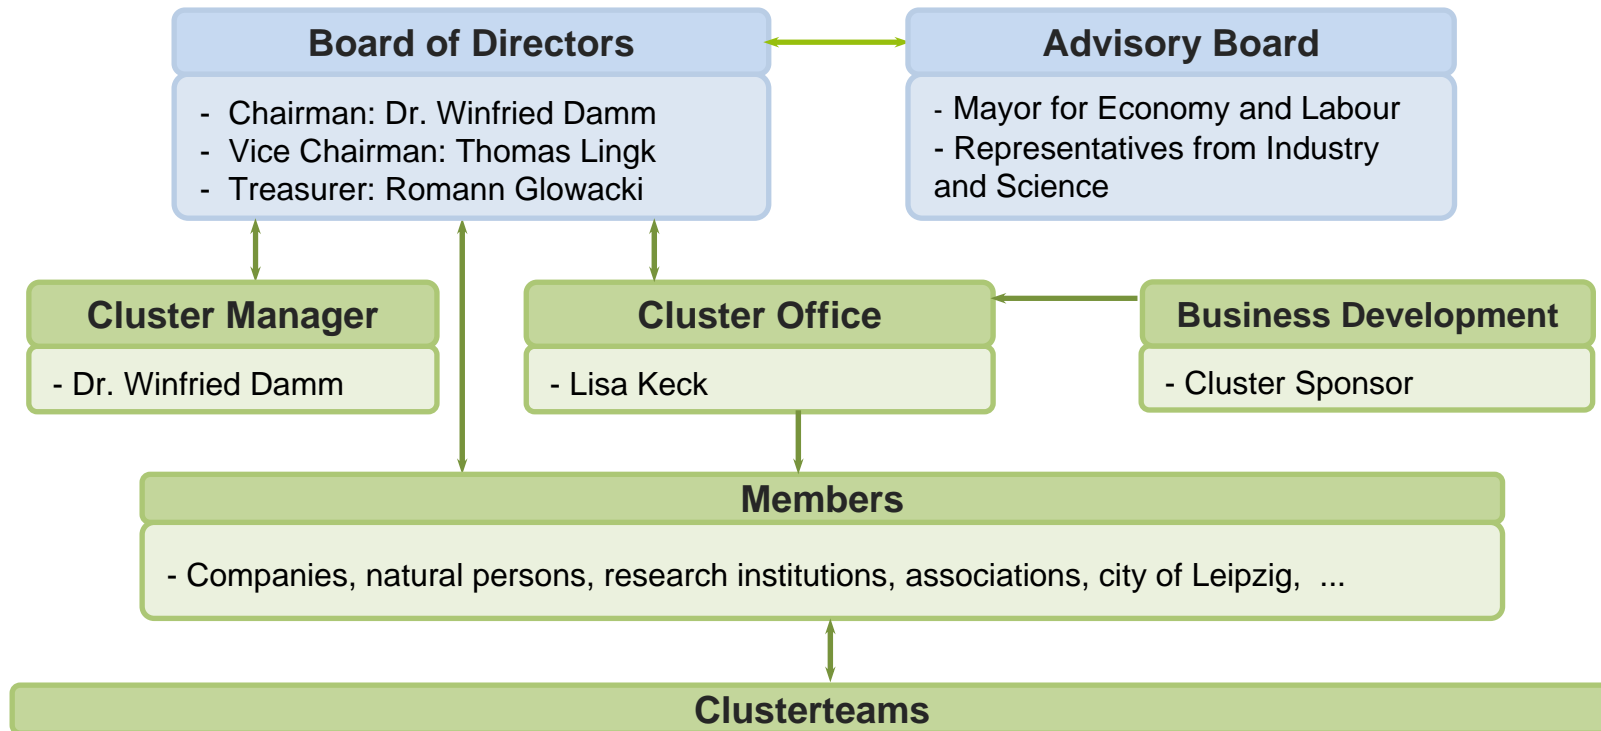 Board of Directors
- Chairman: Dr. Winfried Damm
- Vice Chairman: Thomas Lingk
- Treasurer: Romann Glowacki
Advisory Board
- Mayor for Economy and Labour
- Representatives from Industry
and Science
Cluster Manager
- Dr. Winfried Damm
Cluster Office
- Lisa Keck
Business Development
- Cluster Sponsor
Members
- Companies, natural persons, research institutions, associations, city of Leipzig, ...
Clusterteams